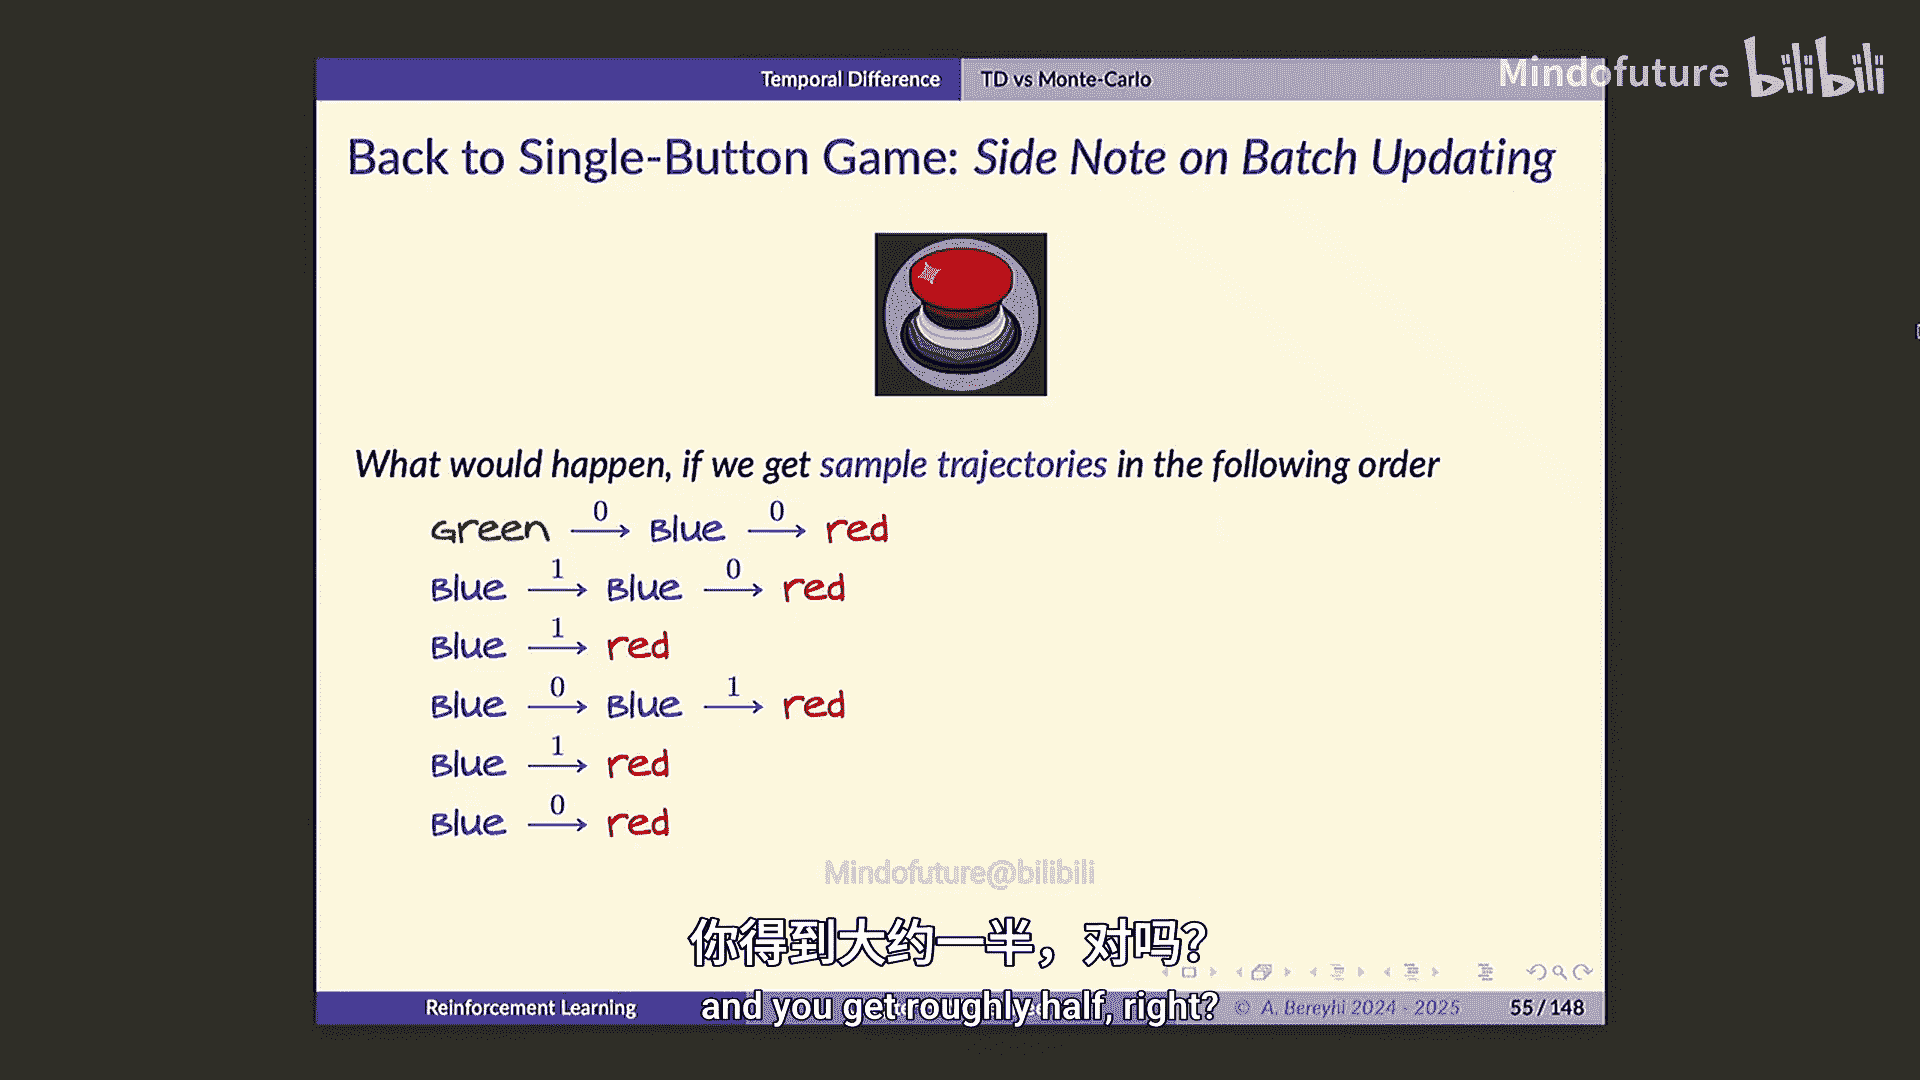 Temporal Difference TD vs Monte-Carlo
Mindofuture bilibili
Back to Single-Button Game: Side Note on Batch Updating
What would happen, if we get sample trajectories in the following order
Green 0→ Blue 0→ red
Blue 1→ Blue 0→ red
Blue 1→ red
Blue 0→ Blue 1→ red
Blue 1→ red
Blue 0→ red
Mindofuture@bilibili
你得到大约一半，对吗？
and you get roughly half, right?
Reinforcement Learning © A. Bereyhi 2024 - 2025 55 / 148